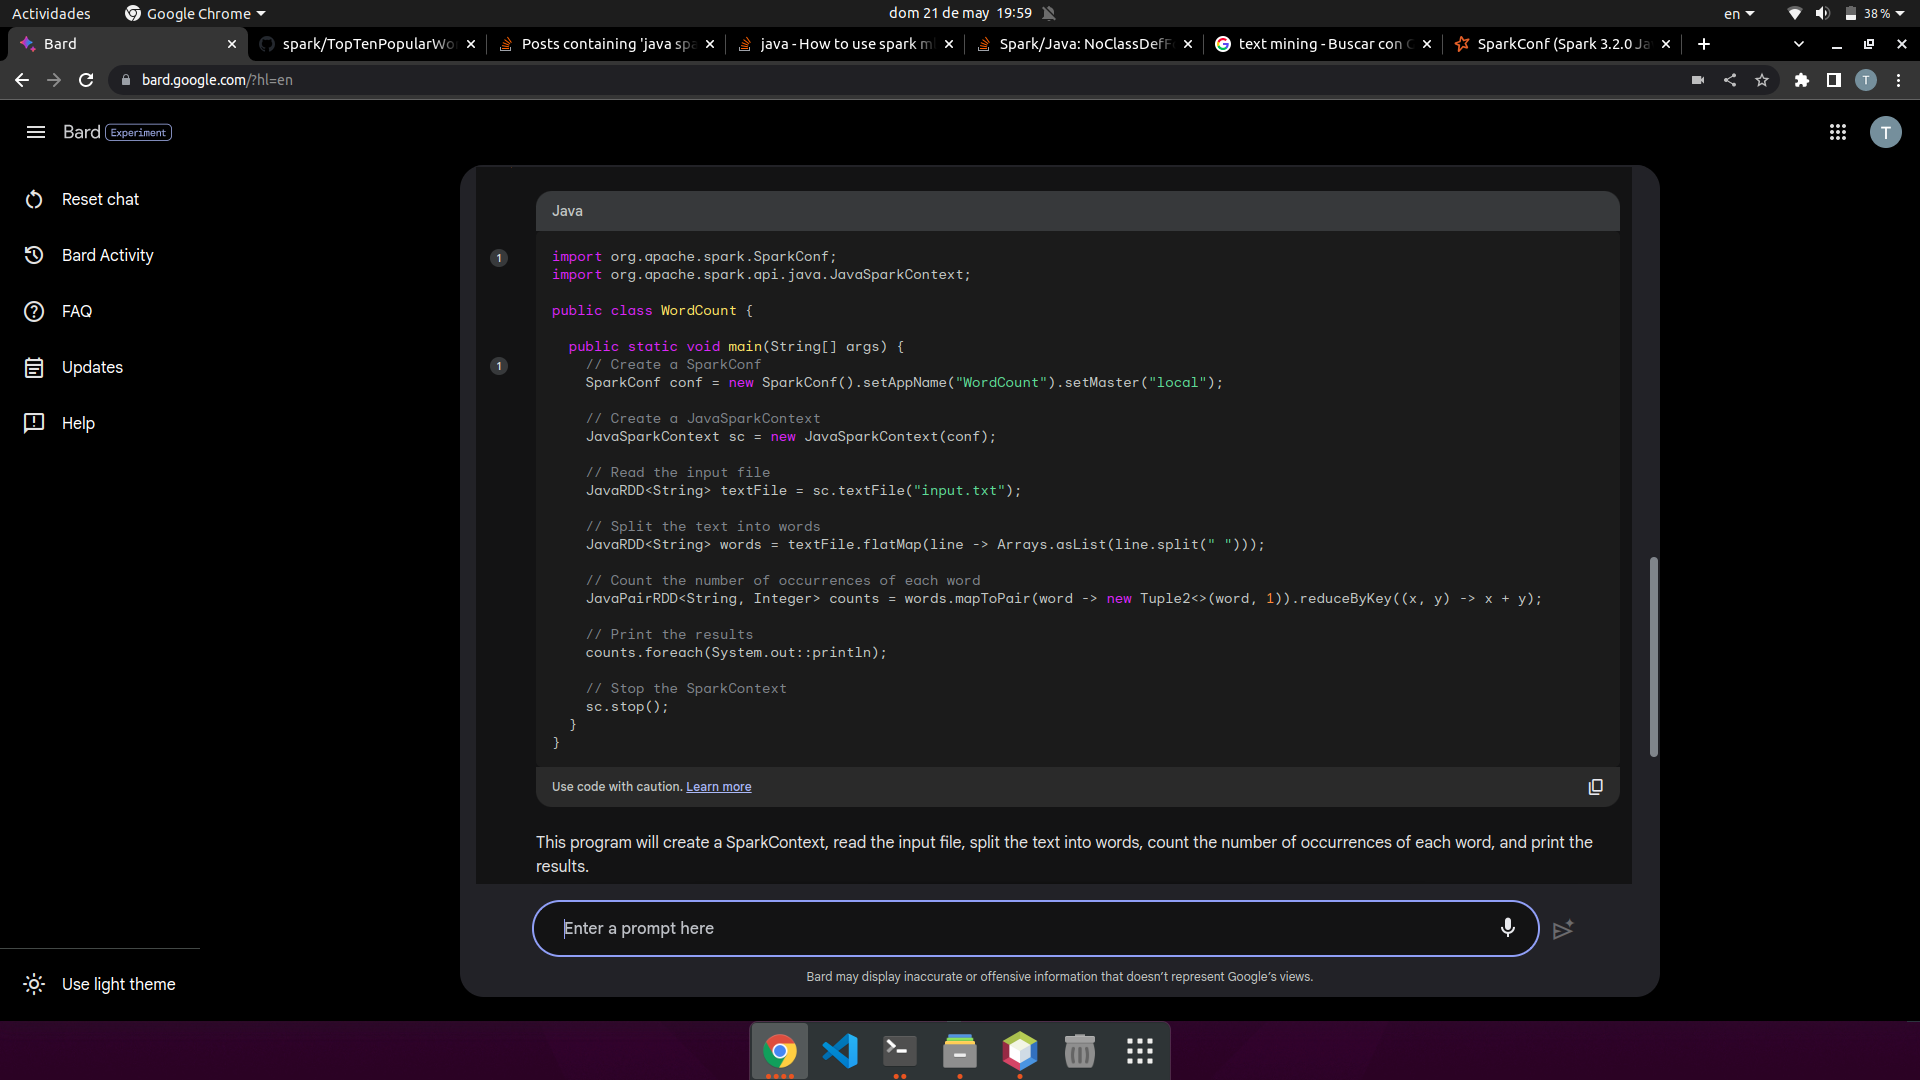 Actividades
Google Chrome
dom 21 de may 19:59
en
38 %
Bard
spark/TopTenPopularWo
Posts containing 'java spa
java - How to use spark m
Spark/Java: NoClassDefF
text mining - Buscar con G
SparkConf (Spark 3.2.0 Ja
bard.google.com/?hl=en
T
Bard Experiment
T
Reset chat
Bard Activity
FAQ
Updates
Help
Use light theme
Java
1
import org.apache.spark.SparkConf;
import org.apache.spark.api.java.JavaSparkContext;
public class WordCount {
public static void main(String[] args) {
1
// Create a SparkConf
SparkConf conf = new SparkConf().setAppName("WordCount").setMaster("local");
// Create a JavaSparkContext
JavaSparkContext sc = new JavaSparkContext(conf);
// Read the input file
JavaRDD<String> textFile = sc.textFile("input.txt");
// Split the text into words
JavaRDD<String> words = textFile.flatMap(line -> Arrays.asList(line.split(" ")));
// Count the number of occurrences of each word
JavaPairRDD<String, Integer> counts = words.mapToPair(word -> new Tuple2<>(word, 1)).reduceByKey((x, y) -> x + y);
// Print the results
counts.foreach(System.out::println);
// Stop the SparkContext
sc.stop();
}
}
Use code with caution. Learn more
This program will create a SparkContext, read the input file, split the text into words, count the number of occurrences of each word, and print the
results.
Enter a prompt here
Bard may display inaccurate or offensive information that doesn't represent Google's views.